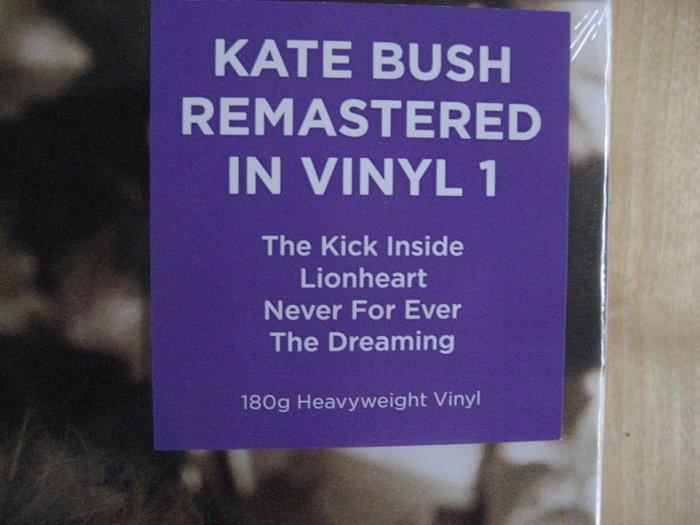 KATE BUSH
REMASTERED
IN VINYL 1
The Kick Inside
Lionheart
Never For Ever
The Dreaming
180g Heavyweight Vinyl